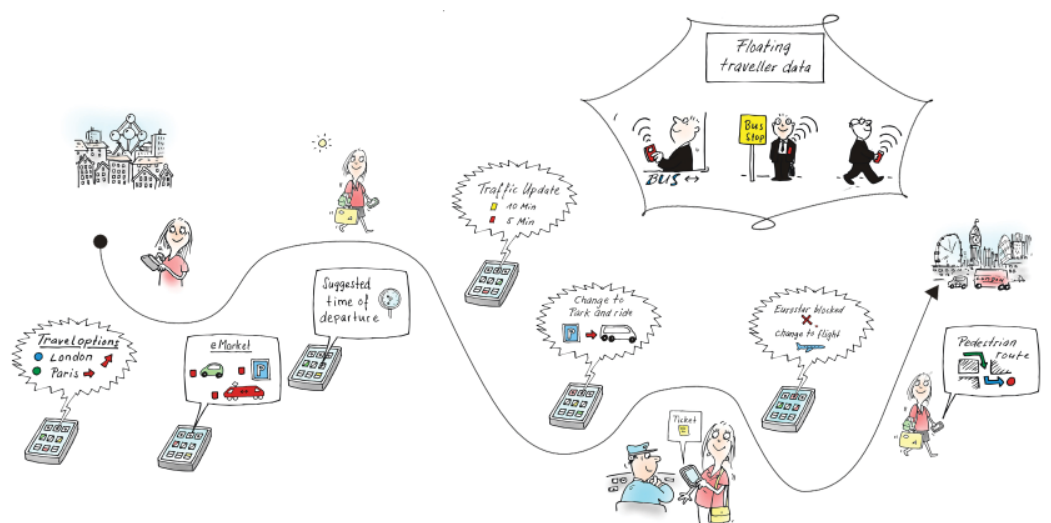 Floating
traveller data
Bus
Stop
BUS ↔
Traffic Update
10 Min
5 Min
Suggested
time of
departure
Travel options
London
Paris
eMarket
P
Change to
Park and ride
P
Eurostar blocked
change to flight
LONDON
Pedestrian
route
Ticket